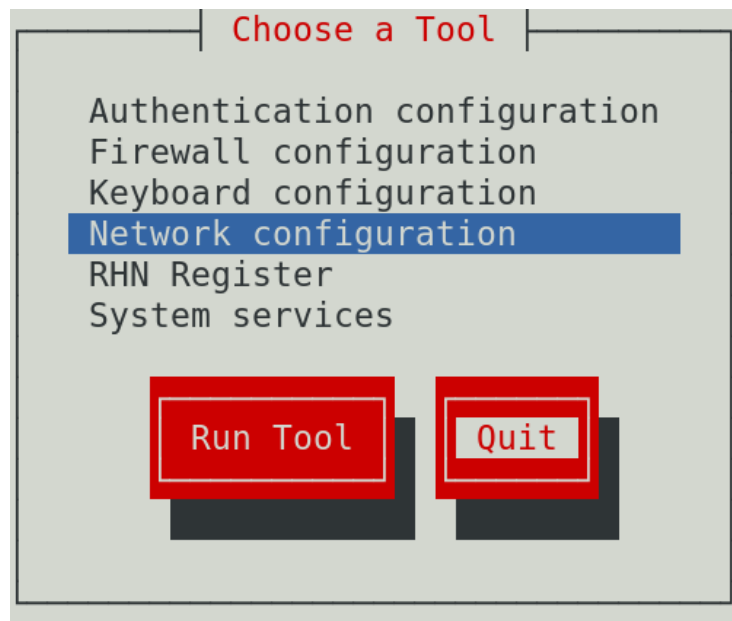 Choose a Tool
Authentication configuration
Firewall configuration
Keyboard configuration
Network configuration
RHN Register
System services
Run Tool Quit